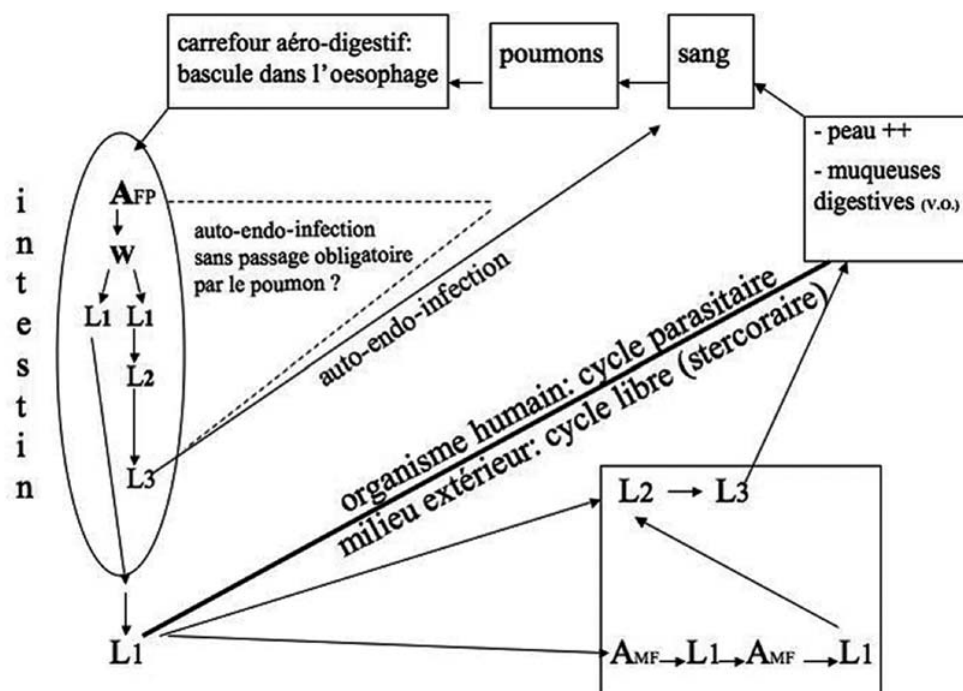 carrefour aéro-digestif:
bascule dans l'oesophage
poumons
sang
- peau ++
- muqueuses
digestives (v.o.)
intestin
AFP
w
L1 L1
L2
L3
auto-endo-infection
sans passage obligatoire
par le poumon ?
auto-endo-infection
organisme humain: cycle parasitaire
milieu extérieur: cycle libre (stercoraire)
L1
L2 L3
AMF L1 AMF L1